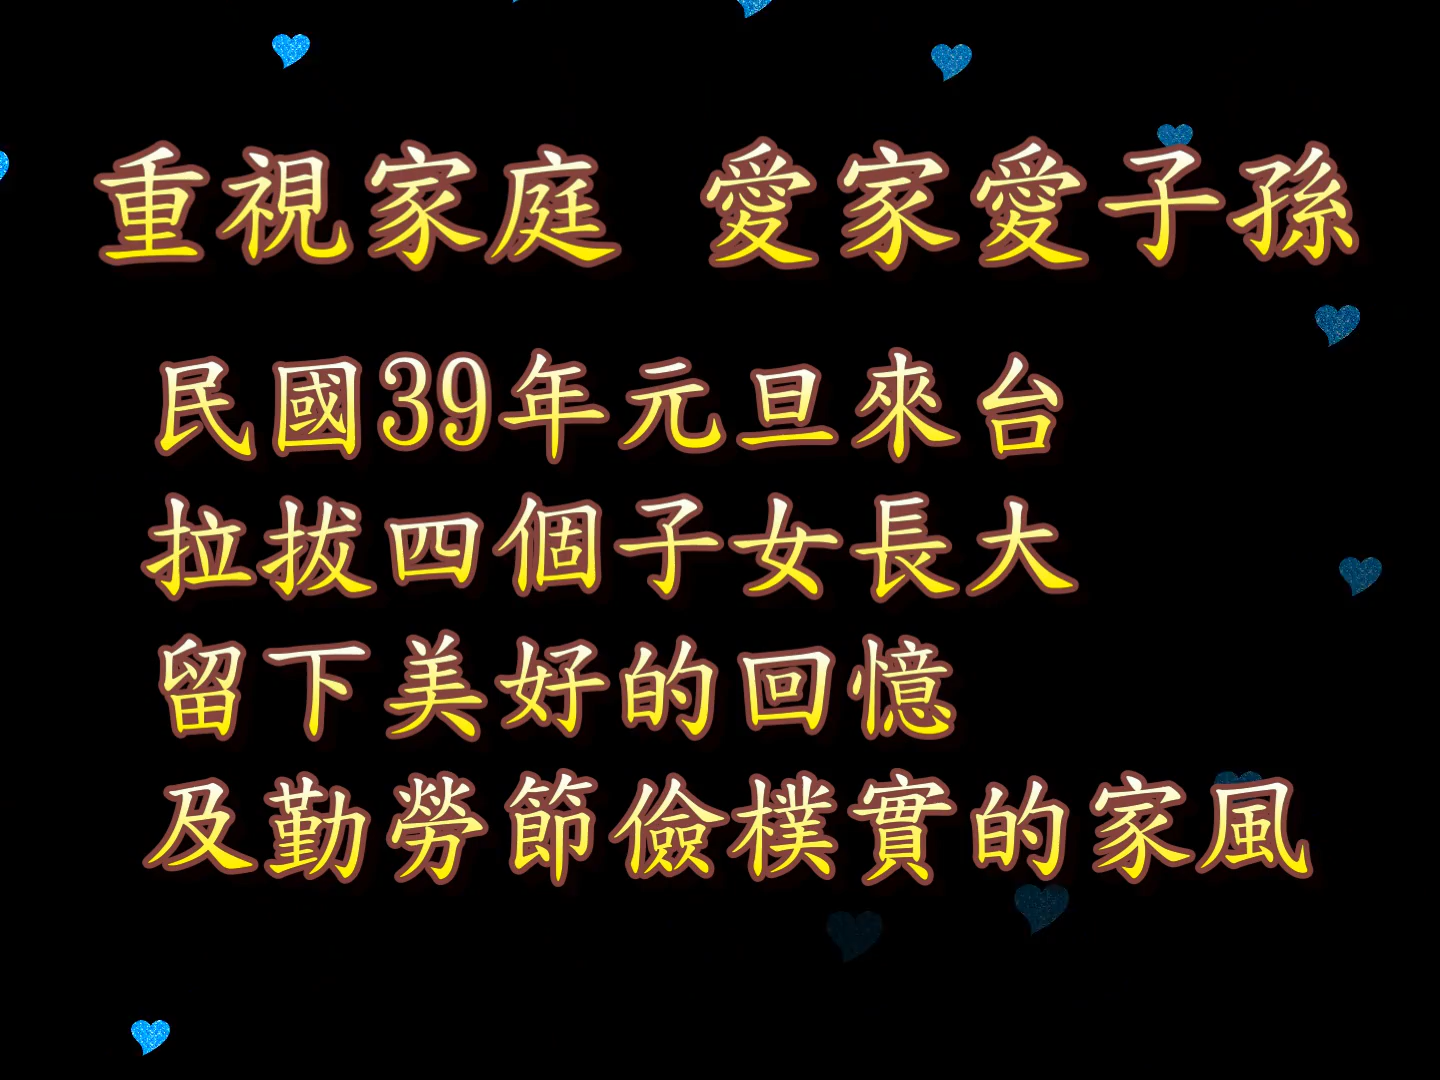 重視家庭　愛家愛子孫
民國39年元旦來台
拉拔四個子女長大
留下美好的回憶
及勤勞節儉樸實的家風